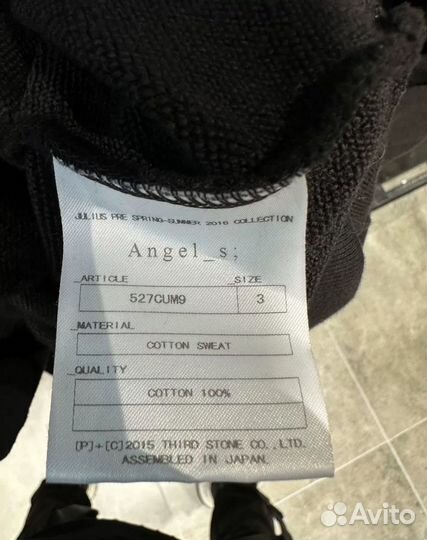 JULIUS PRE SPRING-SUMMER 2016 COLLECTION
Angel_s;
_ARTICLE _SIZE
527CUM9 3
_MATERIAL
COTTON SWEAT
_QUALITY
COTTON 100%
[P]+[C]2015 THIRD STONE CO.,LTD.
ASSEMBLED IN JAPAN.
Avito